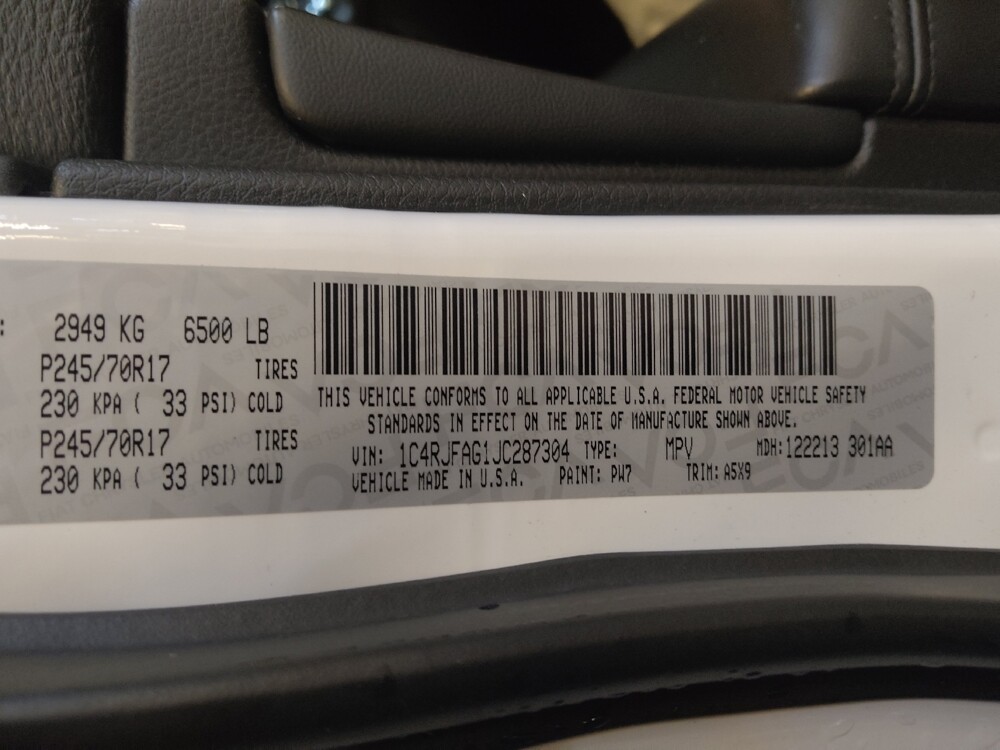 : 2949 KG 6500 LB
P245/70R17 TIRES
230 KPA ( 33 PSI) COLD
P245/70R17 TIRES
230 KPA ( 33 PSI) COLD
THIS VEHICLE CONFORMS TO ALL APPLICABLE U.S.A. FEDERAL MOTOR VEHICLE SAFETY
STANDARDS IN EFFECT ON THE DATE OF MANUFACTURE SHOWN ABOVE.
VIN: 1C4RJFAG1JC287304 TYPE: MPV MDH: 122213 301AA
VEHICLE MADE IN U.S.A. PAINT: PW7 TRIM: A5X9